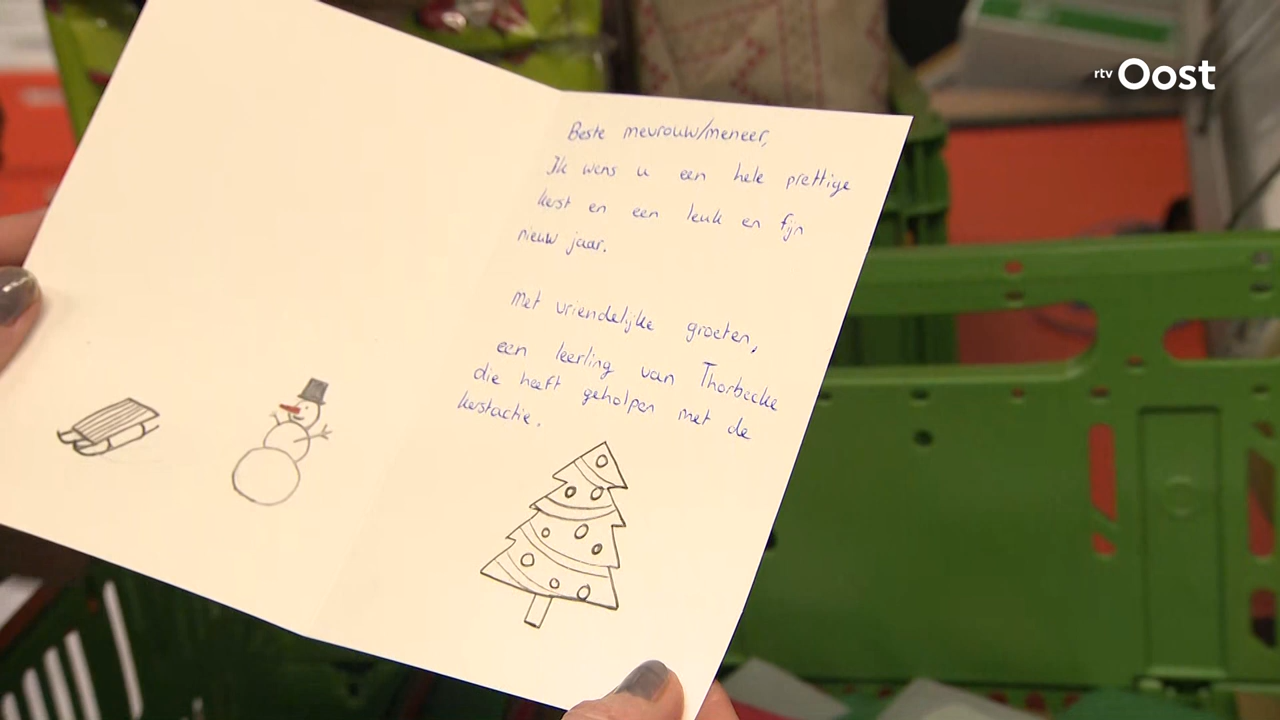 rtv Oost
Beste mevrouw/meneer,
Ik wens u een hele prettige
kerst en een leuk en fijn
nieuw jaar.
Met vriendelijke groeten,
een leerling van Thorbecke
die heeft geholpen met de
kerstactie.